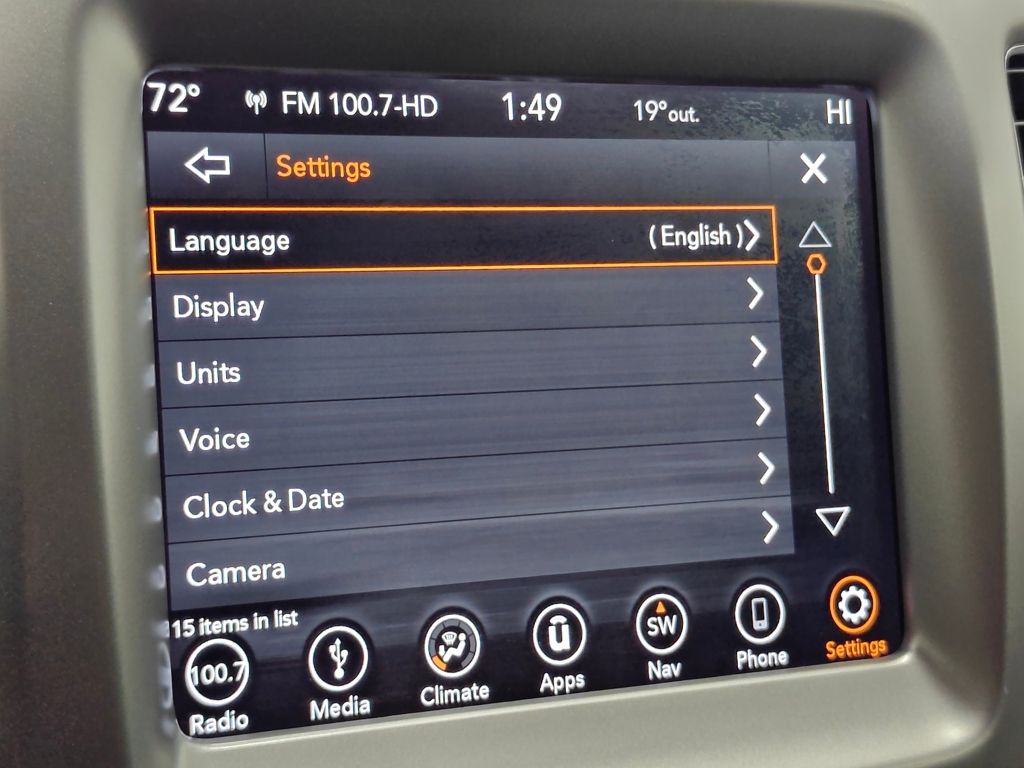 72° FM 100.7-HD 1:49 19°out. HI
Settings X
Language (English)
Display
Units
Voice
Clock & Date
Camera
15 items in list
100.7 SW
Radio Media Climate Apps Nav Phone Settings